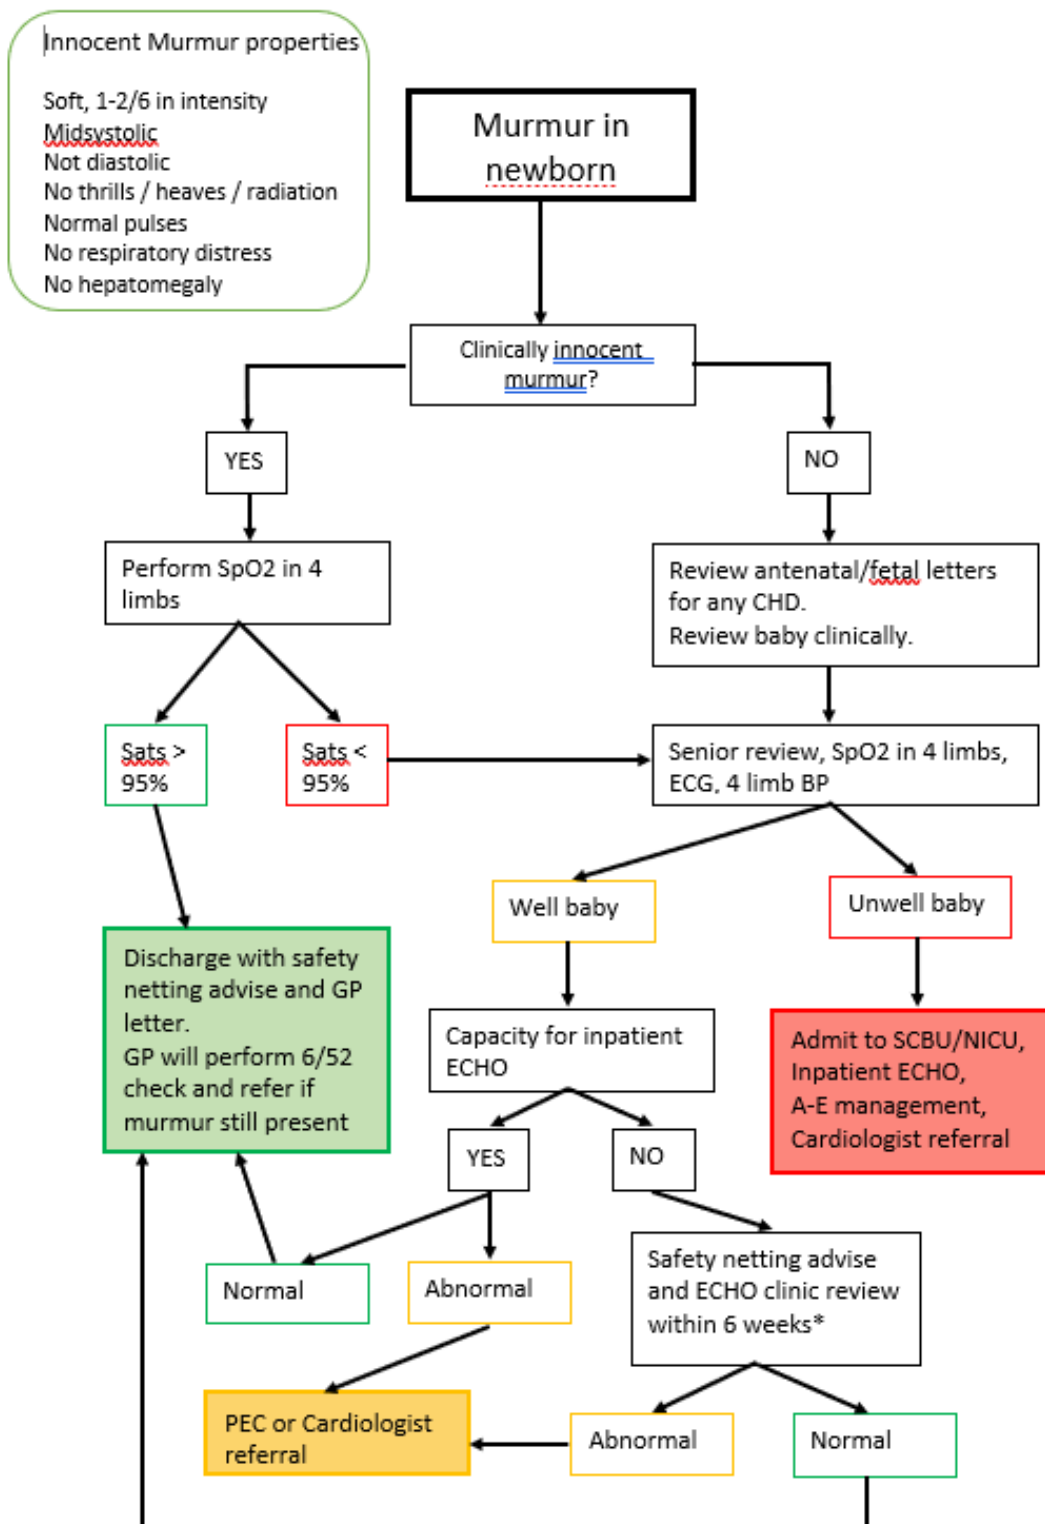 Innocent Murmur properties
Soft, 1-2/6 in intensity
Midsystolic
Not diastolic
No thrills / heaves / radiation
Normal pulses
No respiratory distress
No hepatomegaly
Murmur in
newborn
Clinically innocent
murmur?
YES
NO
Perform SpO2 in 4
limbs
Review antenatal/fetal letters
for any CHD.
Review baby clinically.
Sats >
95%
Sats <
95%
Senior review, SpO2 in 4 limbs,
ECG, 4 limb BP
Well baby
Unwell baby
Discharge with safety
netting advise and GP
letter.
GP will perform 6/52
check and refer if
murmur still present
Capacity for inpatient
ECHO
Admit to SCBU/NICU,
Inpatient ECHO,
A-E management,
Cardiologist referral
YES
NO
Normal
Abnormal
Safety netting advise
and ECHO clinic review
within 6 weeks*
PEC or Cardiologist
referral
Abnormal
Normal